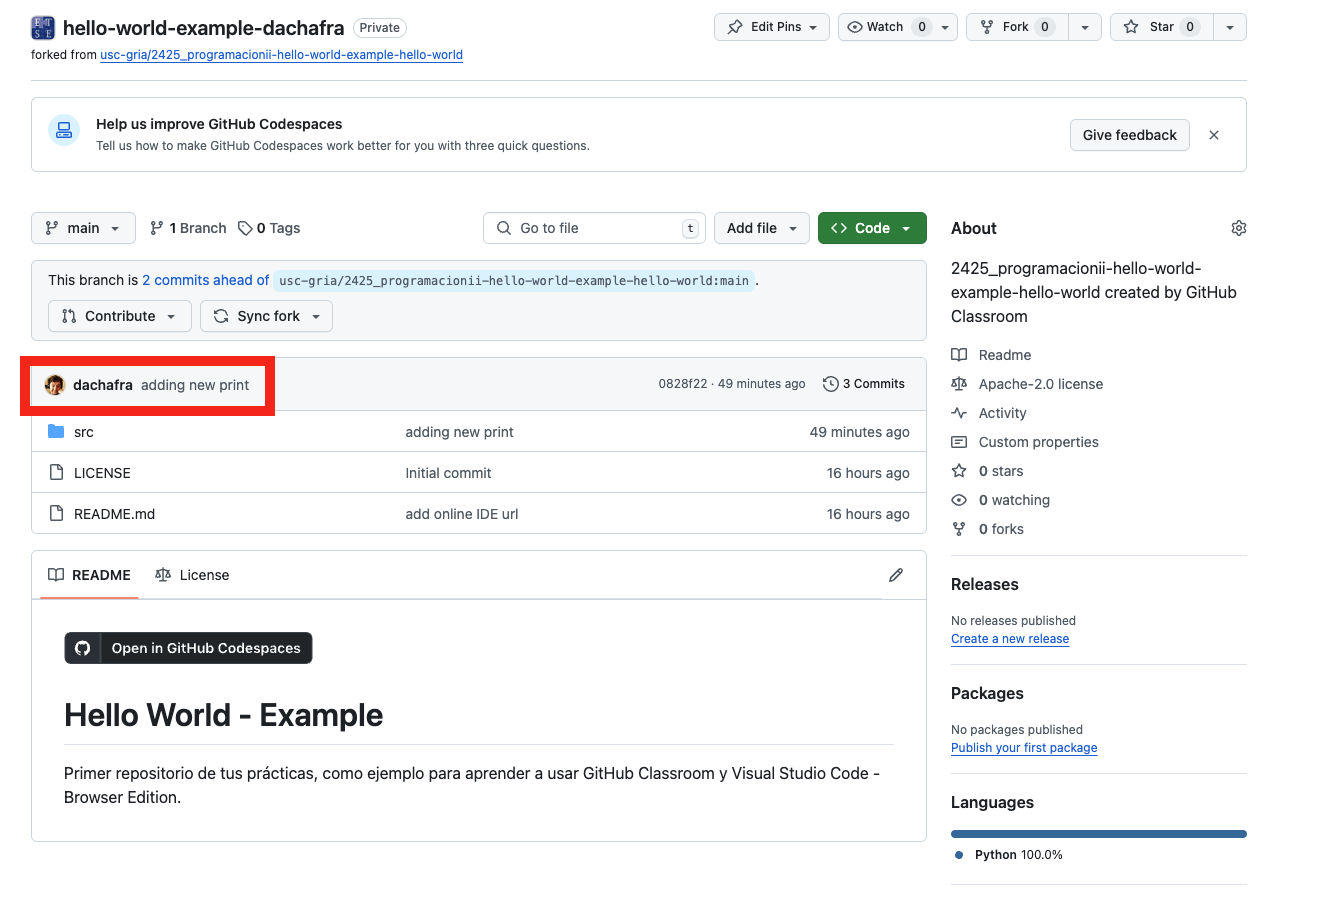 hello-world-example-dachafra Private
Edit Pins Watch 0 Fork 0 Star 0
forked from usc-gria/2425_programacionii-hello-world-example-hello-world
Help us improve GitHub Codespaces
Tell us how to make GitHub Codespaces work better for you with three quick questions.
Give feedback
main 1 Branch 0 Tags
Go to file t
Add file
Code
This branch is 2 commits ahead of usc-gria/2425_programacionii-hello-world-example-hello-world:main .
Contribute Sync fork
dachafra adding new print 0828f22 · 49 minutes ago 3 Commits
src adding new print 49 minutes ago
LICENSE Initial commit 16 hours ago
README.md add online IDE url 16 hours ago
README License
Open in GitHub Codespaces
Hello World - Example
Primer repositorio de tus prácticas, como ejemplo para aprender a usar GitHub Classroom y Visual Studio Code -
Browser Edition.
About
2425_programacionii-hello-world-
example-hello-world created by GitHub
Classroom
Readme
Apache-2.0 license
Activity
Custom properties
0 stars
0 watching
0 forks
Releases
No releases published
Create a new release
Packages
No packages published
Publish your first package
Languages
Python 100.0%